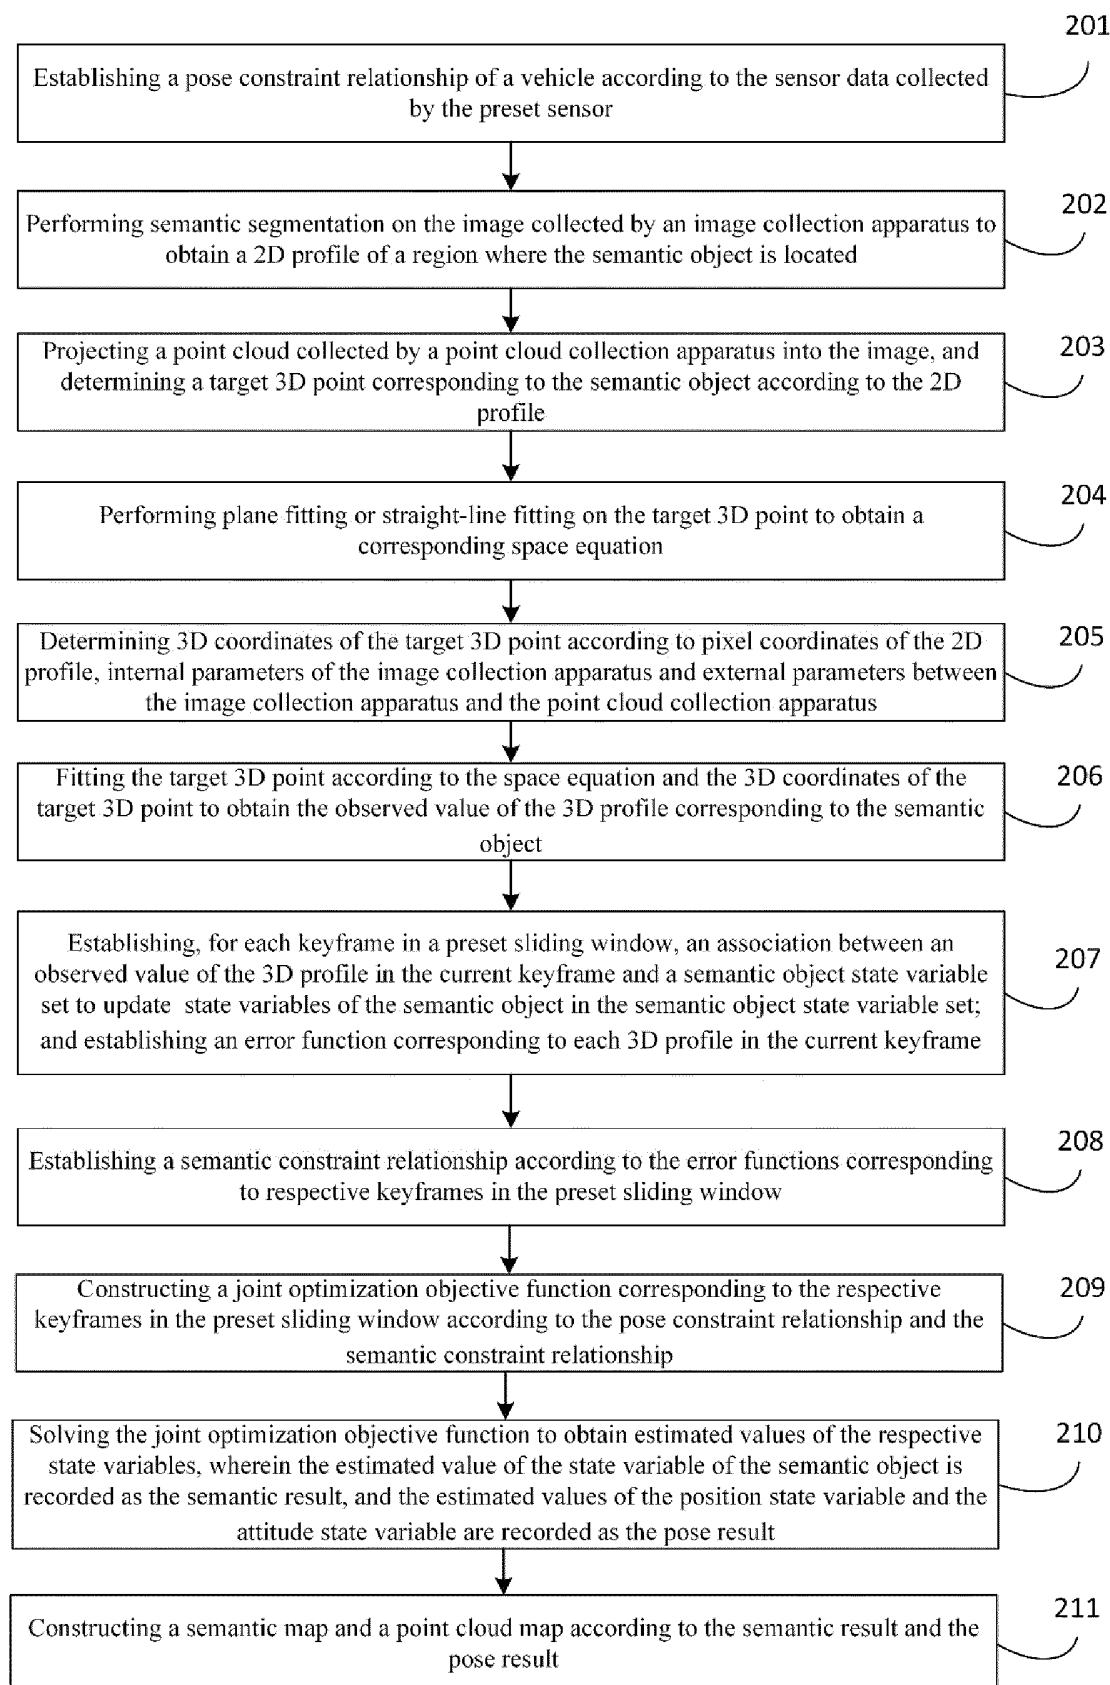 201
Establishing a pose constraint relationship of a vehicle according to the sensor data collected
by the preset sensor
202
Performing semantic segmentation on the image collected by an image collection apparatus to
obtain a 2D profile of a region where the semantic object is located
203
Projecting a point cloud collected by a point cloud collection apparatus into the image, and
determining a target 3D point corresponding to the semantic object according to the 2D
profile
204
Performing plane fitting or straight-line fitting on the target 3D point to obtain a
corresponding space equation
205
Determining 3D coordinates of the target 3D point according to pixel coordinates of the 2D
profile, internal parameters of the image collection apparatus and external parameters between
the image collection apparatus and the point cloud collection apparatus
206
Fitting the target 3D point according to the space equation and the 3D coordinates of the
target 3D point to obtain the observed value of the 3D profile corresponding to the semantic
object
207
Establishing, for each keyframe in a preset sliding window, an association between an
observed value of the 3D profile in the current keyframe and a semantic object state variable
set to update state variables of the semantic object in the semantic object state variable set;
and establishing an error function corresponding to each 3D profile in the current keyframe
208
Establishing a semantic constraint relationship according to the error functions corresponding
to respective keyframes in the preset sliding window
209
Constructing a joint optimization objective function corresponding to the respective
keyframes in the preset sliding window according to the pose constraint relationship and the
semantic constraint relationship
210
Solving the joint optimization objective function to obtain estimated values of the respective
state variables, wherein the estimated value of the state variable of the semantic object is
recorded as the semantic result, and the estimated values of the position state variable and the
attitude state variable are recorded as the pose result
211
Constructing a semantic map and a point cloud map according to the semantic result and the
pose result